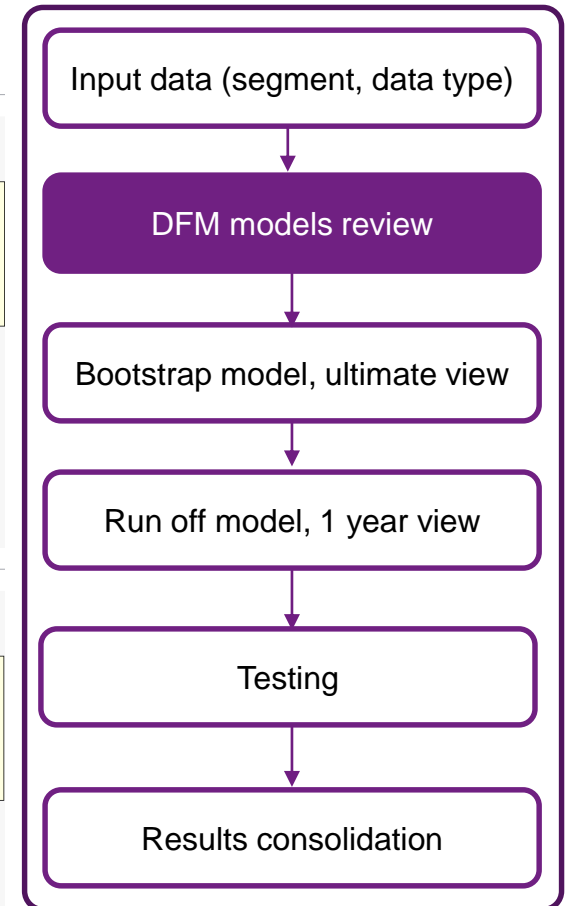 Input data (segment, data type)
DFM models review
Bootstrap model, ultimate view
Run off model, 1 year view
Testing
Results consolidation